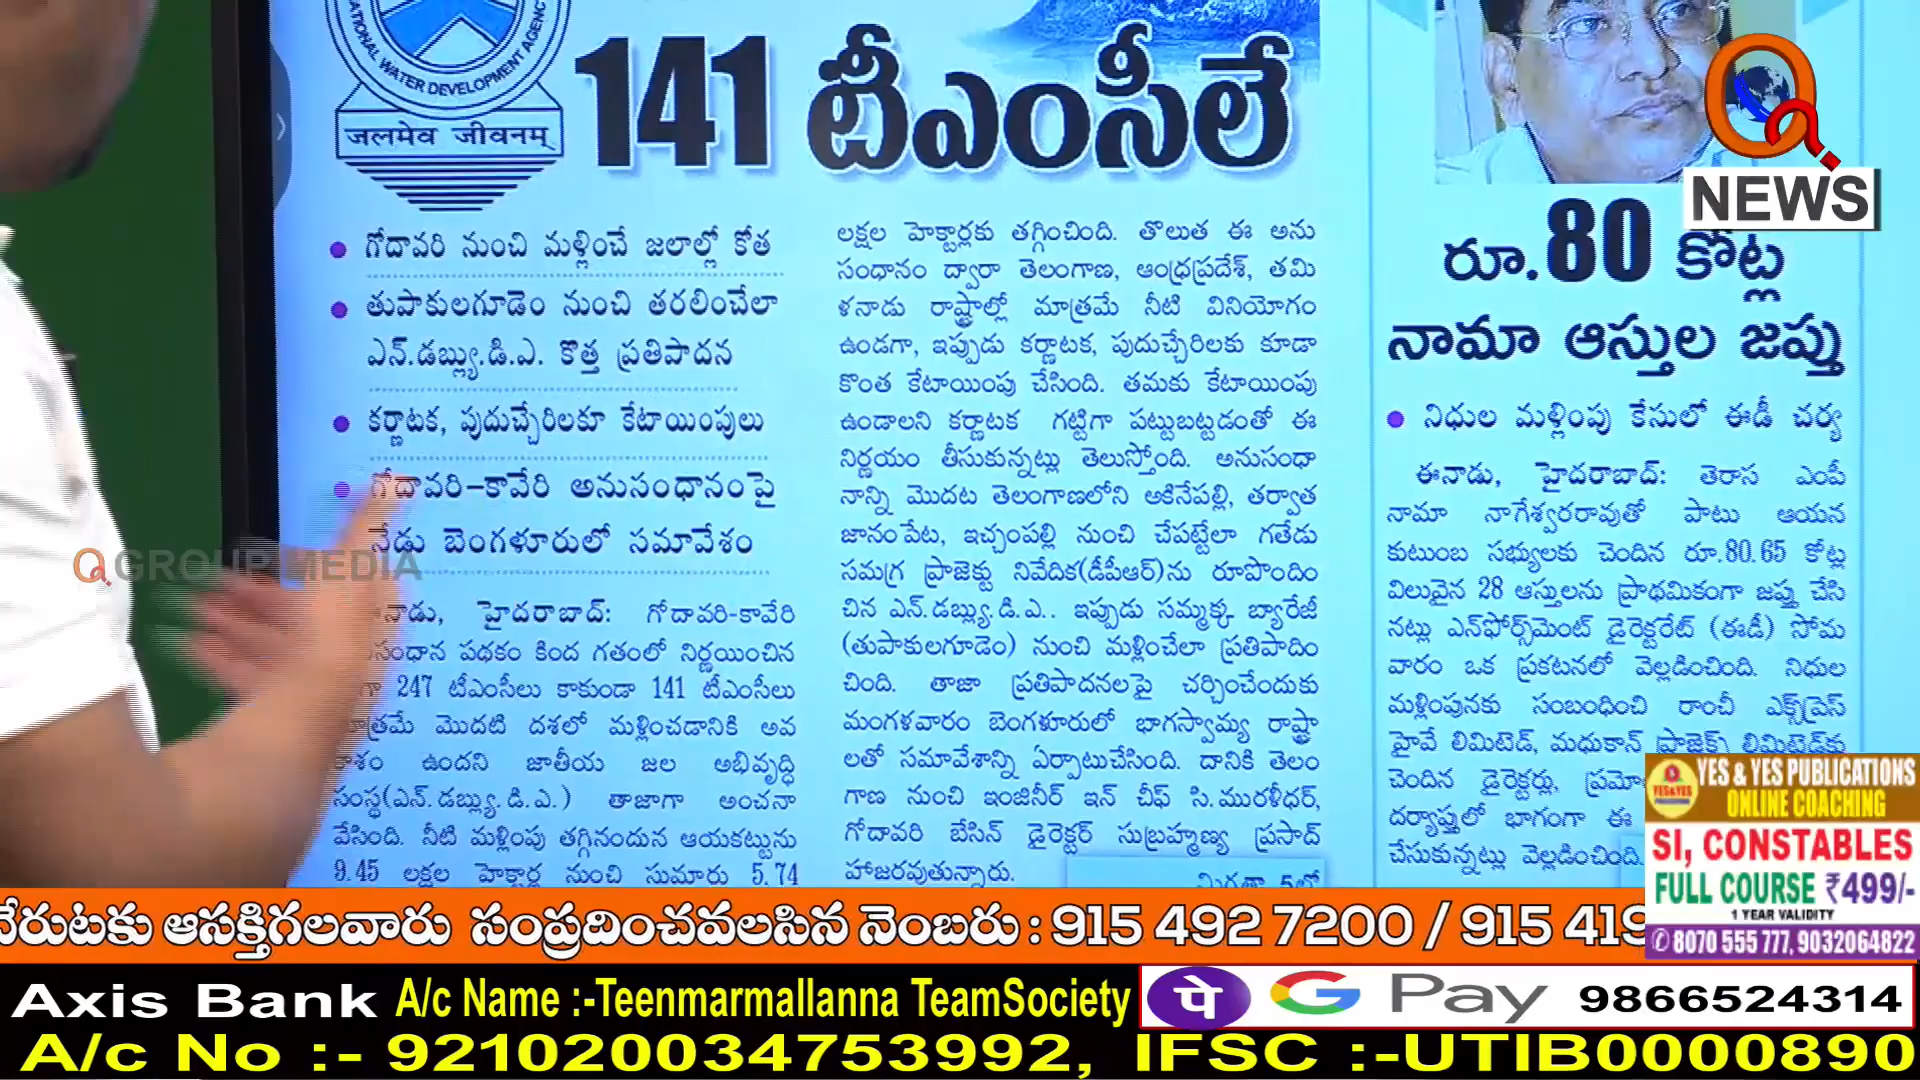 NATIONAL WATER DEVELOPMENT AGENCY
जलमेव जीवनम्
141 టీఎంసీలే
గోదావరి నుంచి మళ్లించే జలాల్లో కోత
తుపాకులగూడెం నుంచి తరలించేలా
ఎన్.డబ్ల్యు.డి.ఎ. కొత్త ప్రతిపాదన
కర్ణాటక, పుదుచ్చేరిలకూ కేటాయింపులు
గోదావరి-కావేరి అనుసంధానంపై
నేడు బెంగళూరులో సమావేశం
నాడు, హైదరాబాద్: గోదావరి-కావేరి
సంధాన పథకం కింద గతంలో నిర్ణయించిన
247 టీఎంసీలు కాకుండా 141 టీఎంసీలు
మాత్రమే మొదటి దశలో మళ్లించడానికి అవ
కాశం ఉందని జాతీయ జల అభివృద్ధి
సంస్థ(ఎన్.డబ్ల్యు.డి.ఎ.) తాజాగా అంచనా
వేసింది. నీటి మళ్లింపు తగ్గినందున ఆయకట్టును
9.45 లక్షల హెక్టార్ల నుంచి సుమారు 5.74
లక్షల హెక్టార్లకు తగ్గించింది. తొలుత ఈ అను
సంధానం ద్వారా తెలంగాణ, ఆంధ్రప్రదేశ్, తమి
ళనాడు రాష్ట్రాల్లో మాత్రమే నీటి వినియోగం
ఉండగా, ఇప్పుడు కర్ణాటక, పుదుచ్చేరిలకు కూడా
కొంత కేటాయింపు చేసింది. తమకు కేటాయింపు
ఉండాలని కర్ణాటక గట్టిగా పట్టుబట్టడంతో ఈ
నిర్ణయం తీసుకున్నట్లు తెలుస్తోంది. అనుసంధా
నాన్ని మొదట తెలంగాణలోని అకినేపల్లి, తర్వాత
జానంపేట, ఇచ్చంపల్లి నుంచి చేపట్టేలా గతేడు
సమగ్ర ప్రాజెక్టు నివేదిక(డీపీఆర్)ను రూపొందిం
చిన ఎన్.డబ్ల్యు.డి.ఎ.. ఇప్పుడు సమ్మక్క బ్యారేజీ
(తుపాకులగూడెం) నుంచి మళ్లించేలా ప్రతిపాదిం
చింది. తాజా ప్రతిపాదనలపై చర్చించేందుకు
మంగళవారం బెంగళూరులో భాగస్వామ్య రాష్ట్రా
లతో సమావేశాన్ని ఏర్పాటుచేసింది. దానికి తెలం
గాణ నుంచి ఇంజినీర్ ఇన్ చీఫ్ సి.మురళీధర్,
గోదావరి బేసిన్ డైరెక్టర్ సుబ్రహ్మణ్య ప్రసాద్
హాజరవుతున్నారు.
మిగతా 5లో
రూ.80 కోట్ల
నామా ఆస్తుల జప్తు
నిధుల మళ్లింపు కేసులో ఈడీ చర్య
ఈనాడు, హైదరాబాద్: తెరాస ఎంపీ
నామా నాగేశ్వరరావుతో పాటు ఆయన
కుటుంబ సభ్యులకు చెందిన రూ.80.65 కోట్ల
విలువైన 28 ఆస్తులను ప్రాథమికంగా జప్తు చేసి
నట్లు ఎన్‌ఫోర్స్‌మెంట్ డైరెక్టరేట్ (ఈడీ) సోమ
వారం ఒక ప్రకటనలో వెల్లడించింది. నిధుల
మళ్లింపునకు సంబంధించి రాంచీ ఎక్స్‌ప్రెస్
హైవే లిమిటెడ్, మధుకాన్ ప్రాజెక్ట్స్ లిమిటెడ్‌కు
చెందిన డైరెక్టర్లు,
దర్యాప్తులో భాగంగా ఈ
చేసుకున్నట్లు వెల్లడించింది.
Q NEWS
Q GROUP MEDIA
YES & YES PUBLICATIONS
ONLINE COACHING
SI, CONSTABLES
FULL COURSE ₹499/-
1 YEAR VALIDITY
8070 555 777, 9032064822
నేరుటకు ఆసక్తిగలవారు సంప్రదించవలసిన నెంబరు : 915 492 7200 / 915 419
Axis Bank A/c Name :-Teenmarmallanna TeamSociety
पे G Pay 9866524314
A/c No :- 921020034753992, IFSC :-UTIB0000890